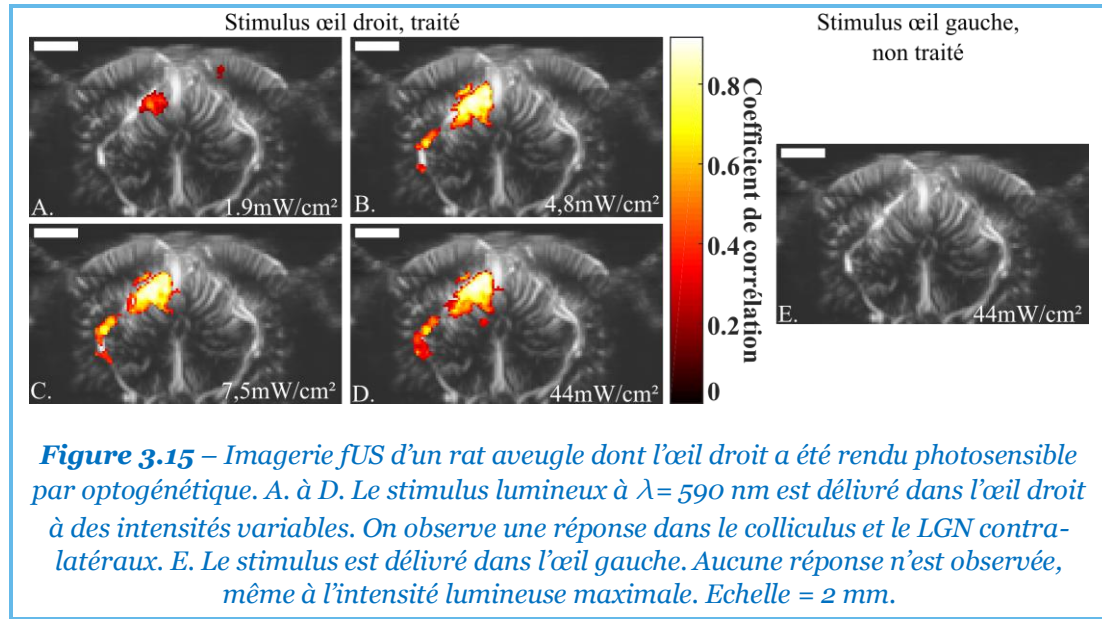 Stimulus œil droit, traité
Stimulus œil gauche,
non traité
A.
1.9mW/cm²
B.
4,8mW/cm²
C.
7,5mW/cm²
D.
44mW/cm²
0.8
0.6
0.4
0.2
0
Coefficient de corrélation
E.
44mW/cm²
Figure 3.15 – Imagerie fUS d'un rat aveugle dont l'œil droit a été rendu photosensible
par optogénétique. A. à D. Le stimulus lumineux à λ= 590 nm est délivré dans l'œil droit
à des intensités variables. On observe une réponse dans le colliculus et le LGN contra-
latéraux. E. Le stimulus est délivré dans l'œil gauche. Aucune réponse n'est observée,
même à l'intensité lumineuse maximale. Echelle = 2 mm.